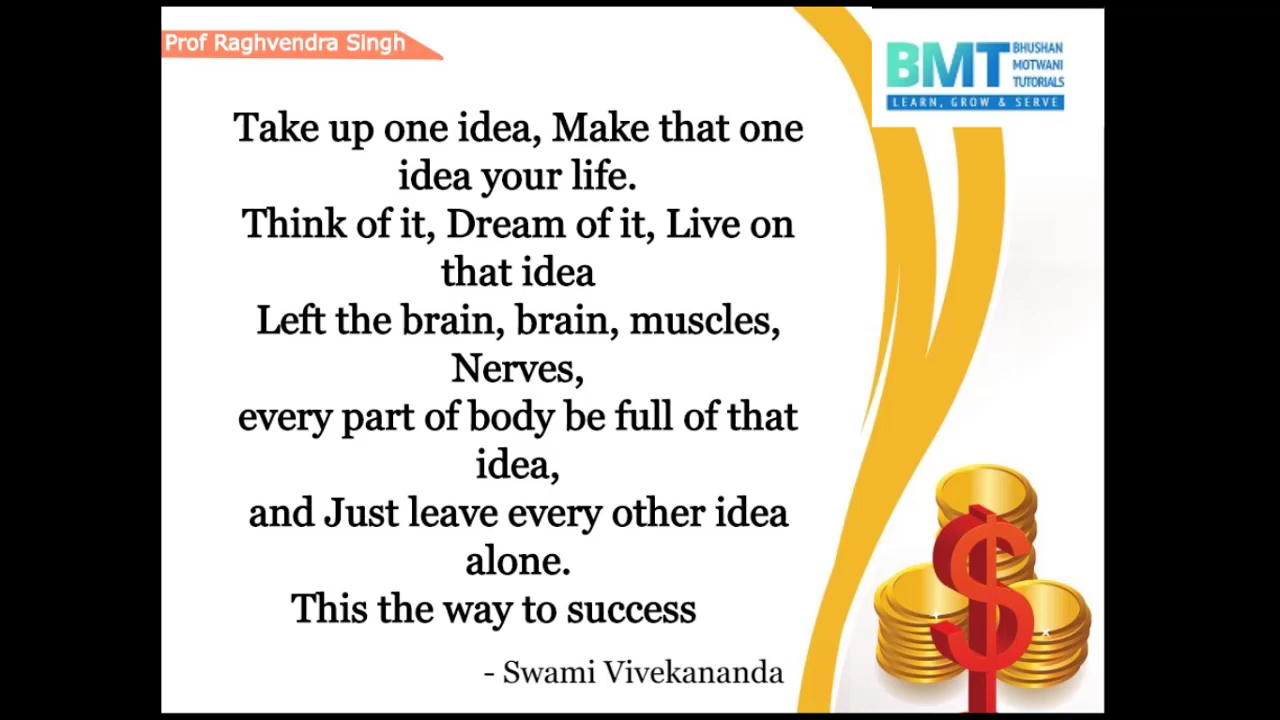 Prof Raghvendra Singh
BMT
BHUSHAN
MOTWANI
TUTORIALS
LEARN, GROW & SERVE
Take up one idea, Make that one
idea your life.
Think of it, Dream of it, Live on
that idea
Left the brain, brain, muscles,
Nerves,
every part of body be full of that
idea,
and Just leave every other idea
alone.
This the way to success
- Swami Vivekananda